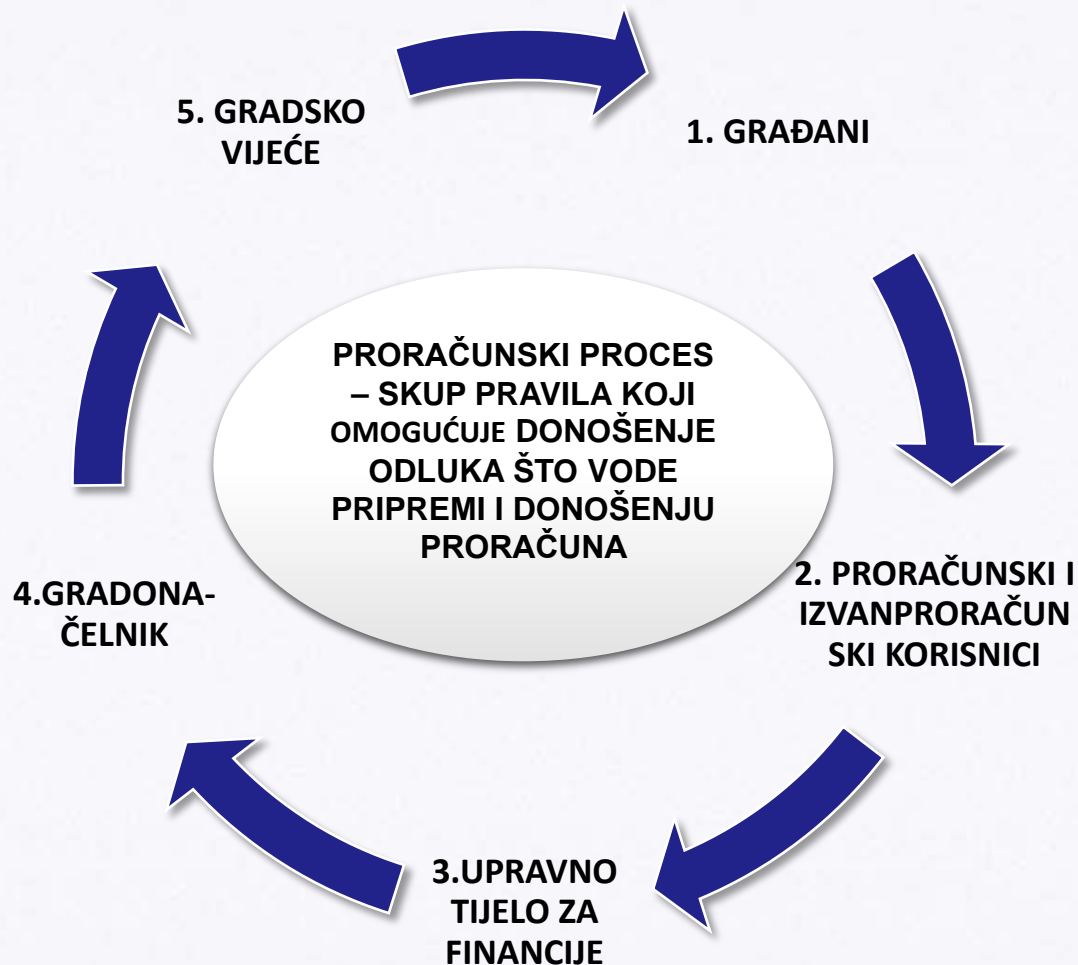 5. GRADSKO
VIJEĆE
1. GRAĐANI
PRORAČUNSKI PROCES
– SKUP PRAVILA KOJI
OMOGUĆUJE DONOŠENJE
ODLUKA ŠTO VODE
PRIPREMI I DONOŠENJU
PRORAČUNA
2. PRORAČUNSKI I
IZVANPRORAČUN
SKI KORISNICI
3.UPRAVNO
TIJELO ZA
FINANCIJE
4.GRADONA-
ČELNIK